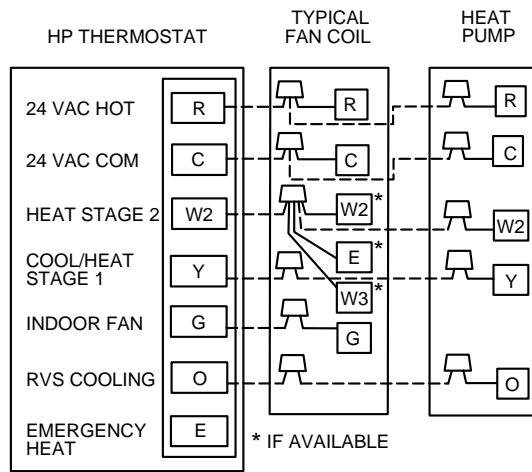 HP THERMOSTAT
TYPICAL
FAN COIL
HEAT
PUMP
24 VAC HOT R R R
24 VAC COM C C C
HEAT STAGE 2 W2 W2 * W2
E *
COOL/HEAT
STAGE 1 Y W3 * Y
INDOOR FAN G G
RVS COOLING O O
EMERGENCY
HEAT E
* IF AVAILABLE